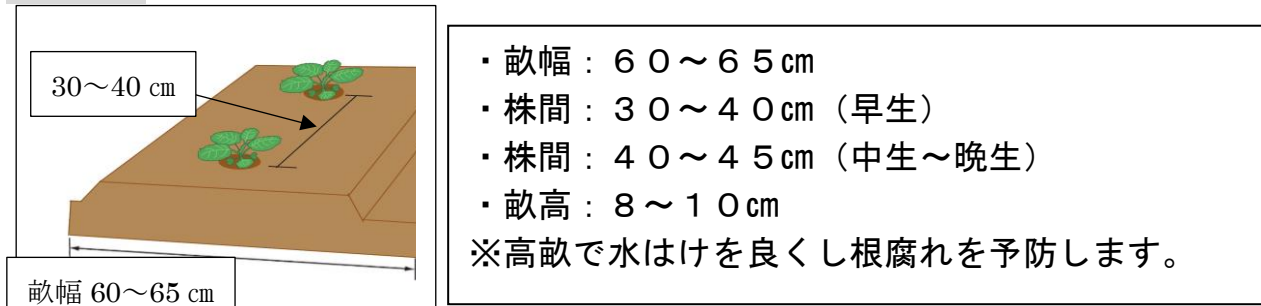 30～40 ㎝
畝幅 60～65 ㎝
・畝幅：６０～６５㎝
・株間：３０～４０㎝（早生）
・株間：４０～４５㎝（中生～晩生）
・畝高：８～１０㎝
※高畝で水はけを良くし根腐れを予防します。